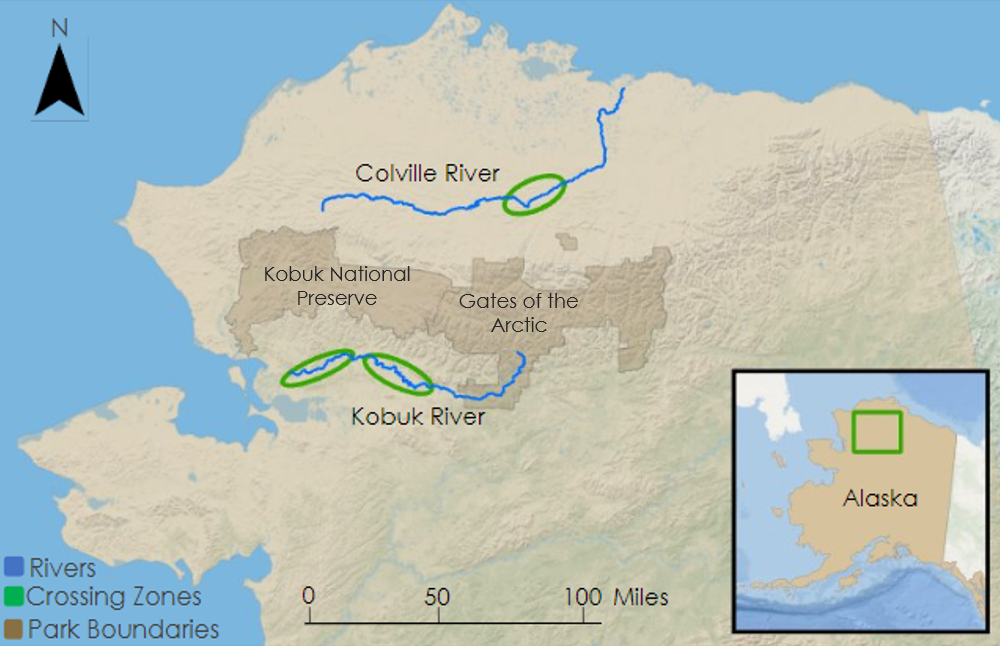 N
Colville River
Kobuk National
Preserve
Gates of the
Arctic
Kobuk River
Alaska
Rivers
Crossing Zones
Park Boundaries
0 50 100 Miles